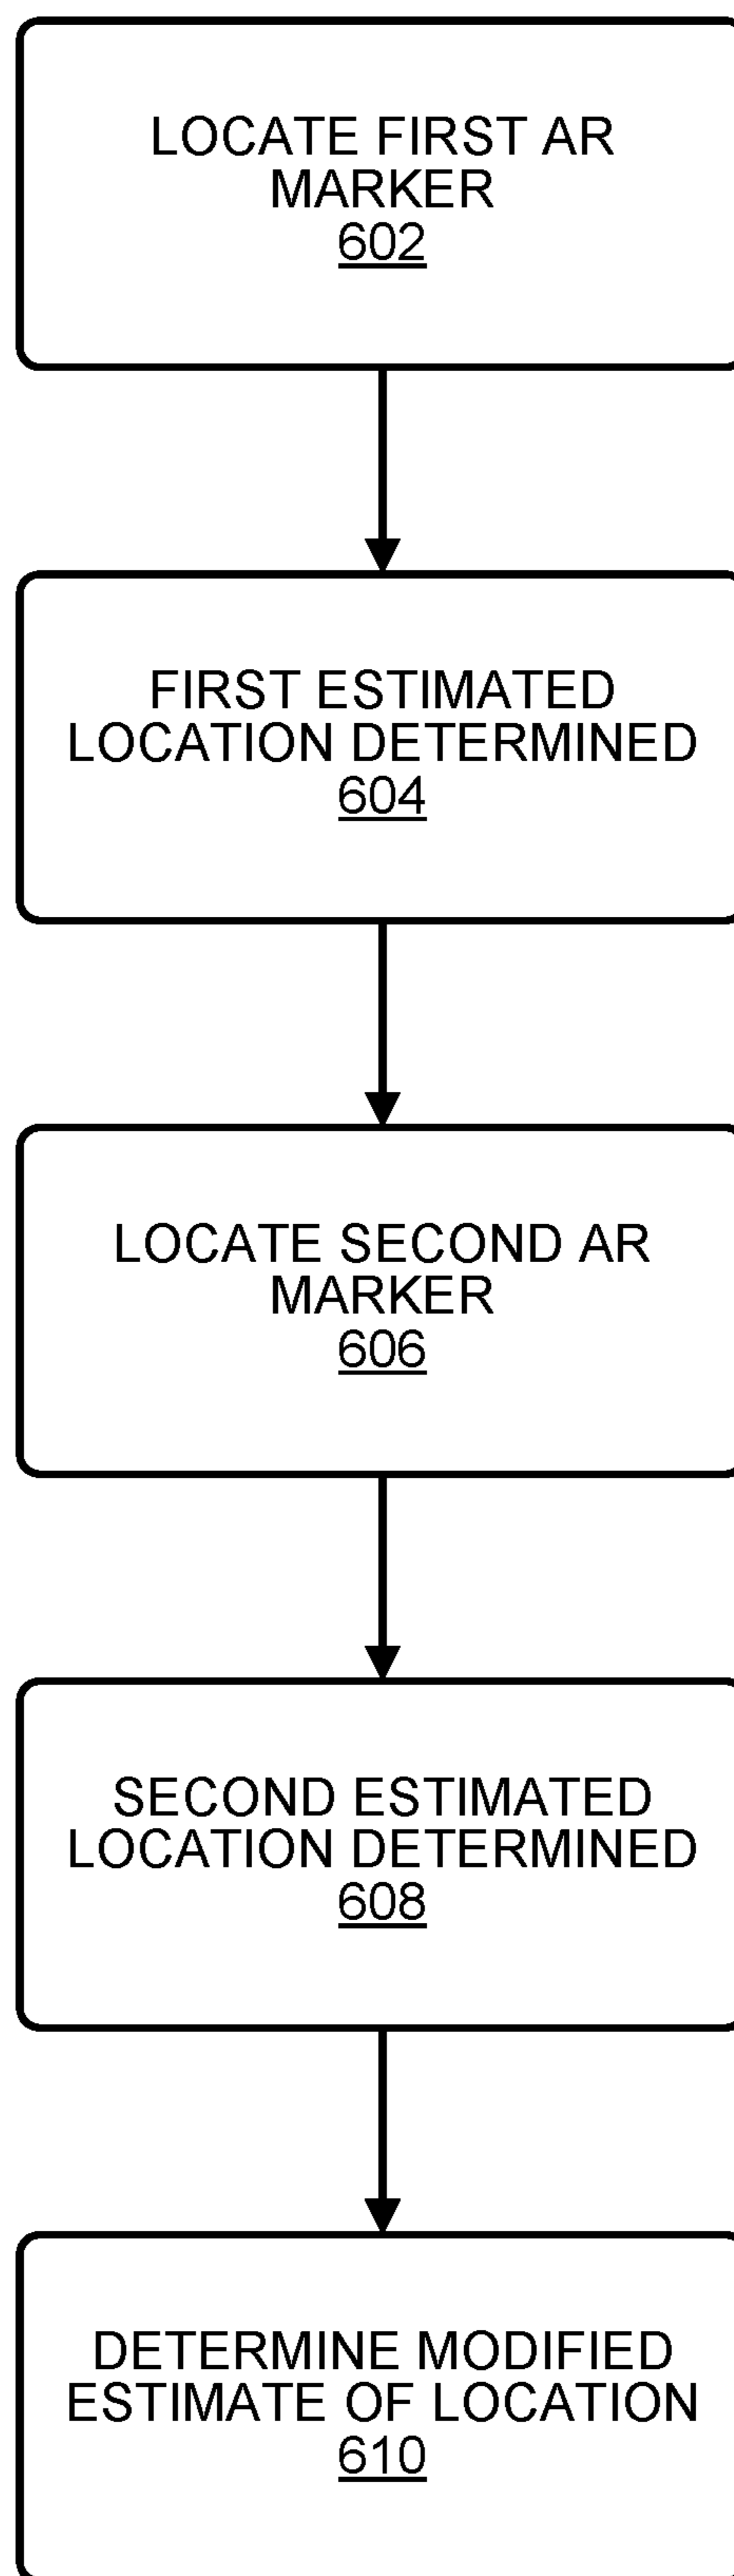 LOCATE FIRST AR
MARKER
602
FIRST ESTIMATED
LOCATION DETERMINED
604
LOCATE SECOND AR
MARKER
606
SECOND ESTIMATED
LOCATION DETERMINED
608
DETERMINE MODIFIED
ESTIMATE OF LOCATION
610